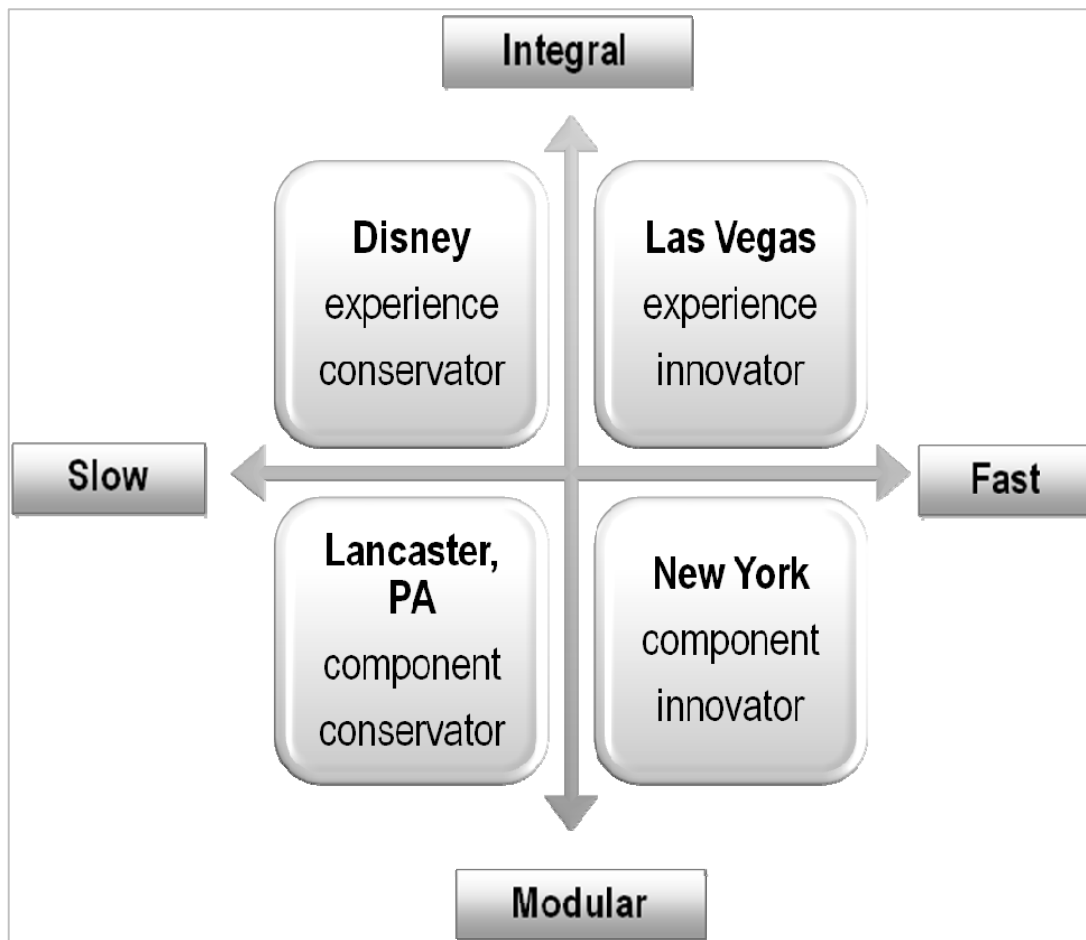 Integral
Disney
experience
conservator
Las Vegas
experience
innovator
Slow
Fast
Lancaster,
PA
component
conservator
New York
component
innovator
Modular